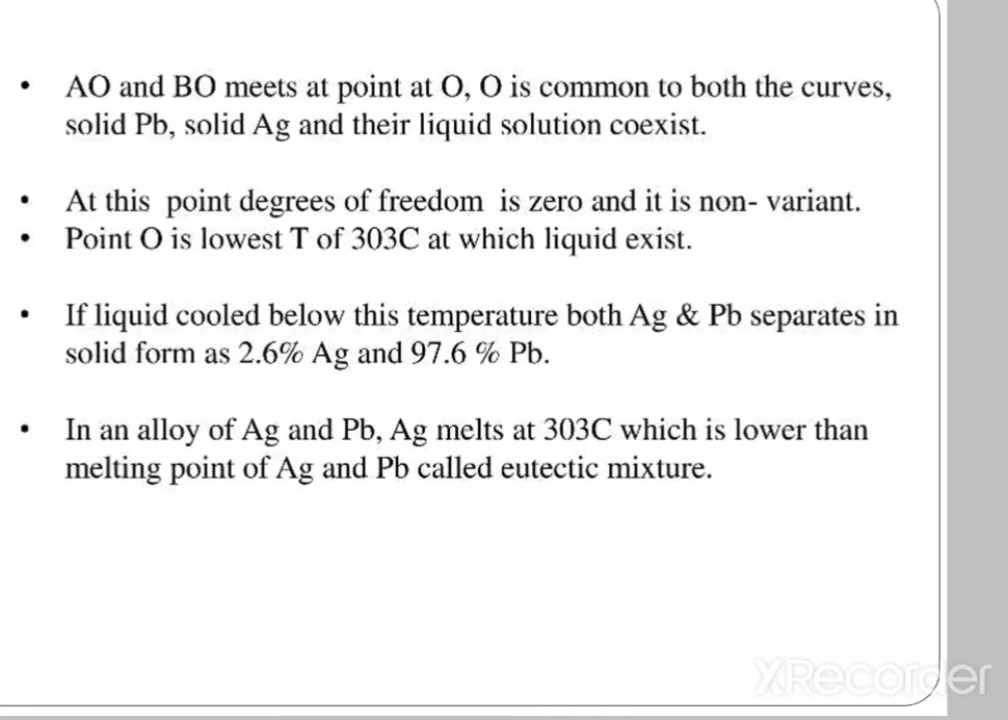 • AO and BO meets at point at O, O is common to both the curves,
solid Pb, solid Ag and their liquid solution coexist.
• At this point degrees of freedom is zero and it is non- variant.
• Point O is lowest T of 303C at which liquid exist.
• If liquid cooled below this temperature both Ag & Pb separates in
solid form as 2.6% Ag and 97.6 % Pb.
• In an alloy of Ag and Pb, Ag melts at 303C which is lower than
melting point of Ag and Pb called eutectic mixture.
XRecorder